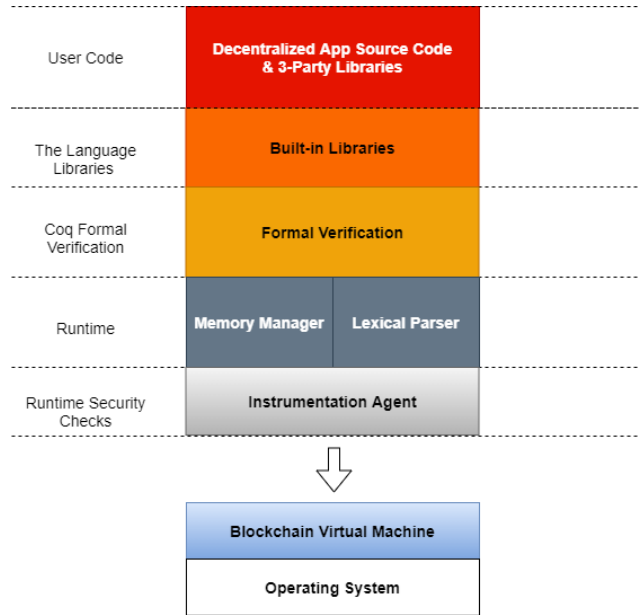 User Code
Decentralized App Source Code
& 3-Party Libraries
The Language
Libraries
Built-in Libraries
Coq Formal
Verification
Formal Verification
Runtime
Memory Manager
Lexical Parser
Runtime Security
Checks
Instrumentation Agent
Blockchain Virtual Machine
Operating System